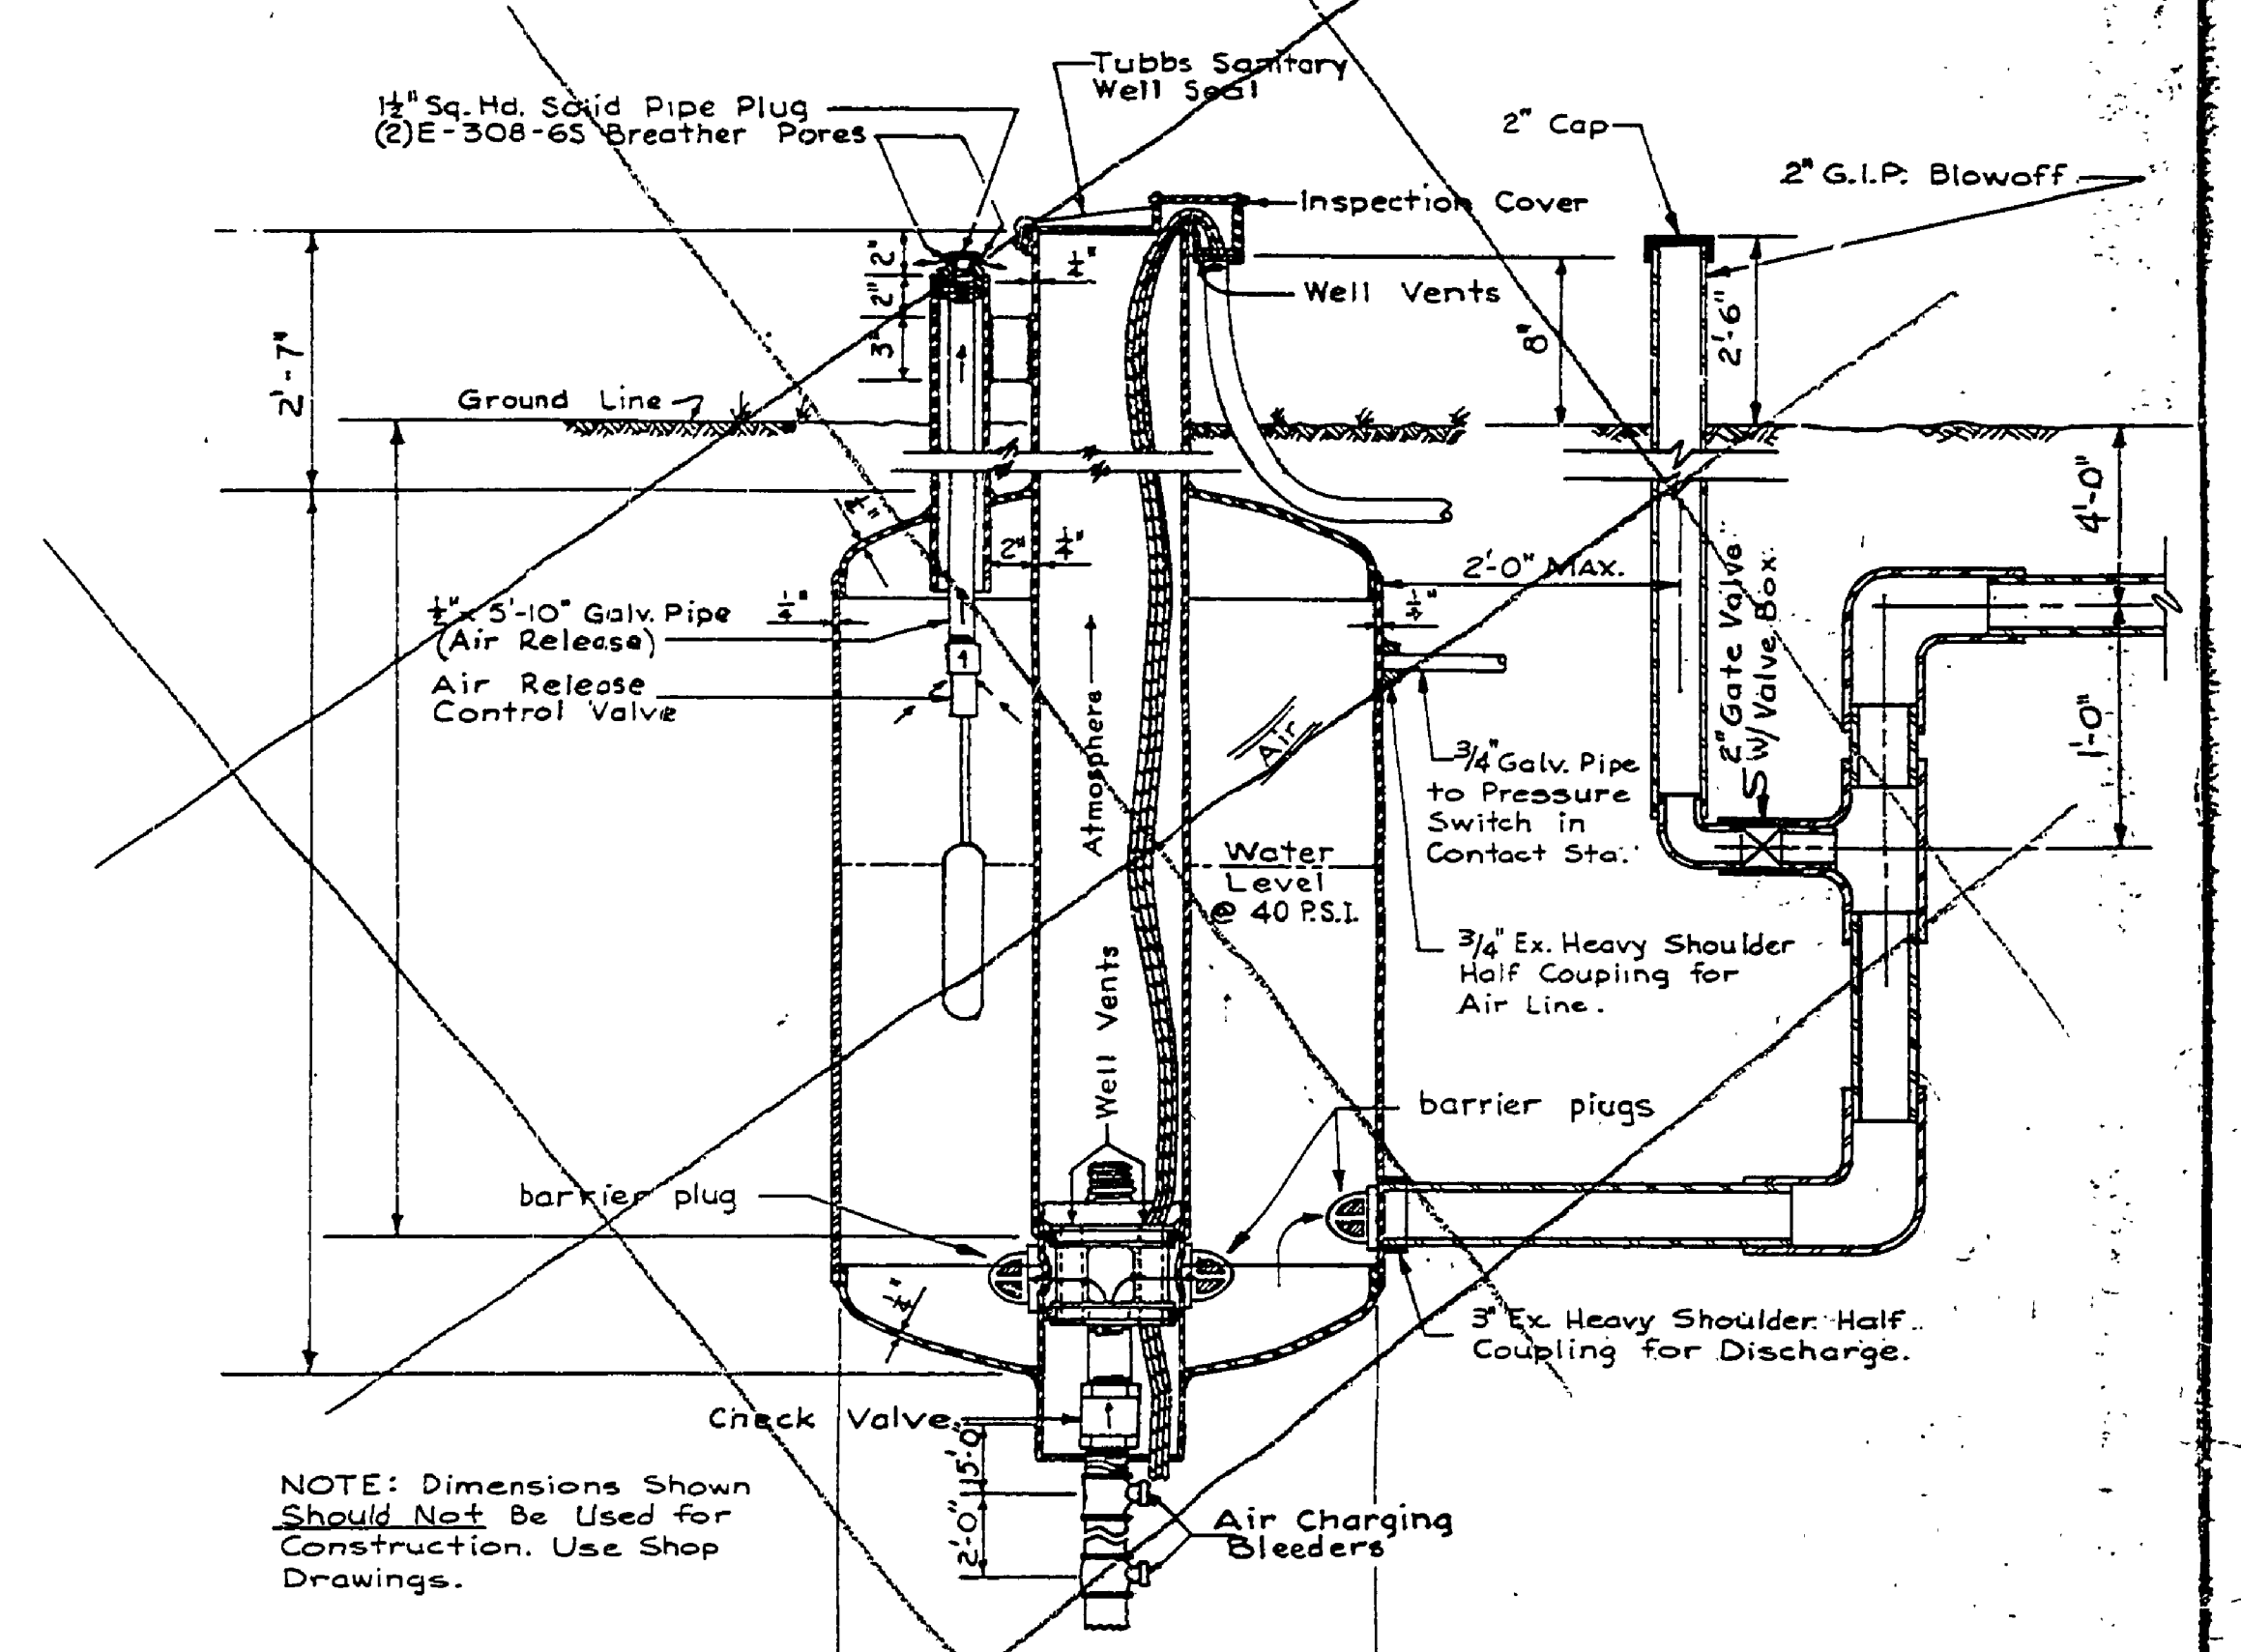 Tubbs Sanitary
Well Seal
1½" Sq. Hd. Solid Pipe Plug
(2) E-308-6S Breather Pores
2" Cap
2" G.I.P. Blowoff
Inspection Cover
Well Vents
2"
2"
3"
¼"
8"
2'-6"
2'-7"
Ground Line
4'-0"
¼"
2"
¼"
2'-0" MAX.
½" x 5'-10" Galv. Pipe
(Air Release)
¼"
¼"
Air Release
Control Valve
Atmosphere
Air
2" Gate Valve
W/Valve Box
1'-0"
3/4" Galv. Pipe
to Pressure
Switch in
Contact Sta.
Water
Level
@ 40 P.S.I.
3/4" Ex. Heavy Shoulder
Half Coupling for
Air Line.
Well Vents
barrier plugs
barrier plug
¼"
3" Ex. Heavy Shoulder Half
Coupling for Discharge.
Check Valve
15'-0"
2'-0"
Air Charging
Bleeders
NOTE: Dimensions Shown
Should Not Be Used for
Construction. Use Shop
Drawings.